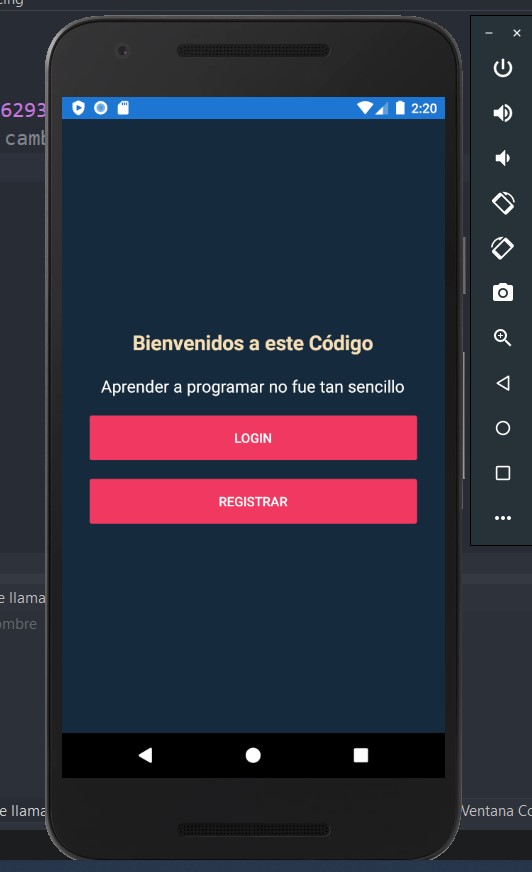 cing
6293
camb
2:20
Bienvenidos a este Código
Aprender a programar no fue tan sencillo
LOGIN
REGISTRAR
e llama
ombre
e llama
Ventana Co